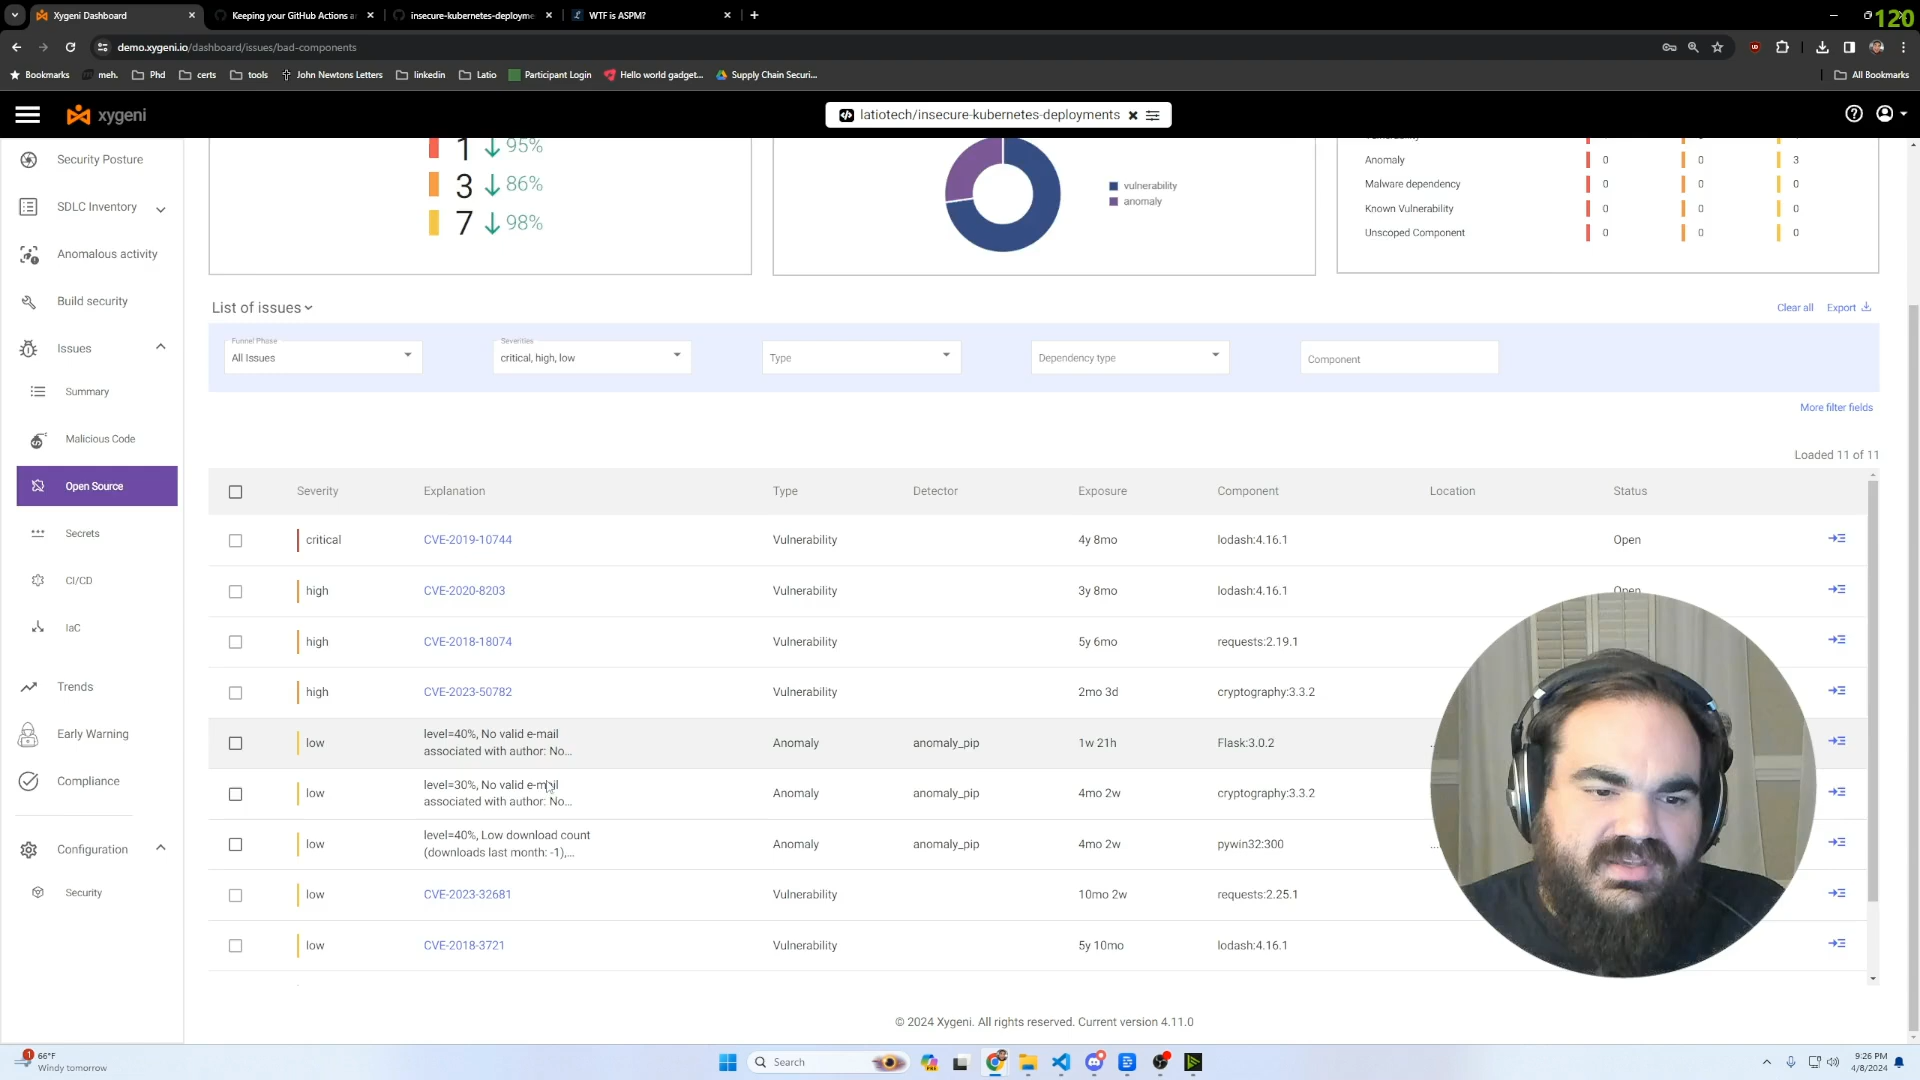 Xygeni Dashboard
Keeping your GitHub Actions a
insecure-kubernetes-deployme
WTF is ASPM?
120
demo.xygeni.io/dashboard/issues/bad-components
Bookmarks
meh.
Phd
certs
tools
John Newtons Letters
linkedin
Latio
Participant Login
Hello world gadget...
Supply Chain Securi...
All Bookmarks
xygeni
latiotech/insecure-kubernetes-deployments
Security Posture
SDLC Inventory
Anomalous activity
Build security
Issues
Summary
Malicious Code
Open Source
Secrets
CI/CD
IaC
Trends
Early Warning
Compliance
Configuration
Security
1 95%
3 86%
7 98%
vulnerability
anomaly
Anomaly 0 0 3
Malware dependency 0 0 0
Known Vulnerability 0 0 0
Unscoped Component 0 0 0
List of issues
Clear all Export
Funnel Phase
All Issues
Severities
critical, high, low
Type
Dependency type
Component
More filter fields
Loaded 11 of 11
Severity Explanation Type Detector Exposure Component Location Status
critical CVE-2019-10744 Vulnerability 4y 8mo lodash:4.16.1 Open
high CVE-2020-8203 Vulnerability 3y 8mo lodash:4.16.1 Open
high CVE-2018-18074 Vulnerability 5y 6mo requests:2.19.1
high CVE-2023-50782 Vulnerability 2mo 3d cryptography:3.3.2
level=40%, No valid e-mail
low associated with author: No... Anomaly anomaly_pip 1w 21h Flask:3.0.2
level=30%, No valid e-mail
low associated with author: No... Anomaly anomaly_pip 4mo 2w cryptography:3.3.2
level=40%, Low download count
low (downloads last month: -1),... Anomaly anomaly_pip 4mo 2w pywin32:300
low CVE-2023-32681 Vulnerability 10mo 2w requests:2.25.1
low CVE-2018-3721 Vulnerability 5y 10mo lodash:4.16.1
© 2024 Xygeni. All rights reserved. Current version 4.11.0
1
66°F
Windy tomorrow
Search
9:26 PM
4/8/2024